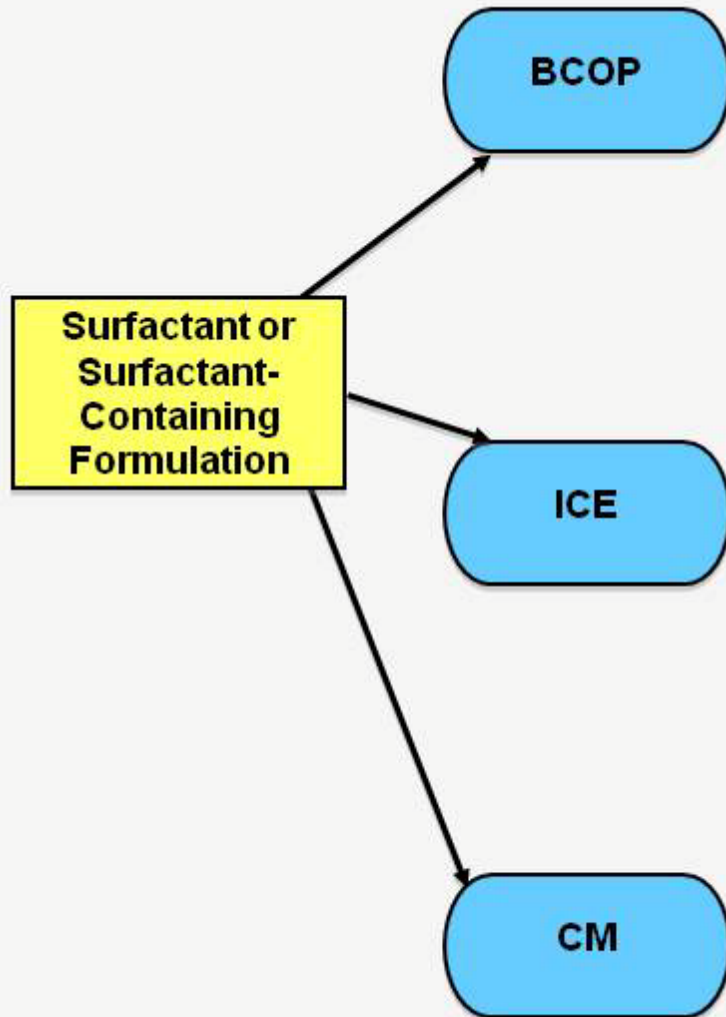 BCOP
Surfactant or
Surfactant-
Containing
Formulation
ICE
CM